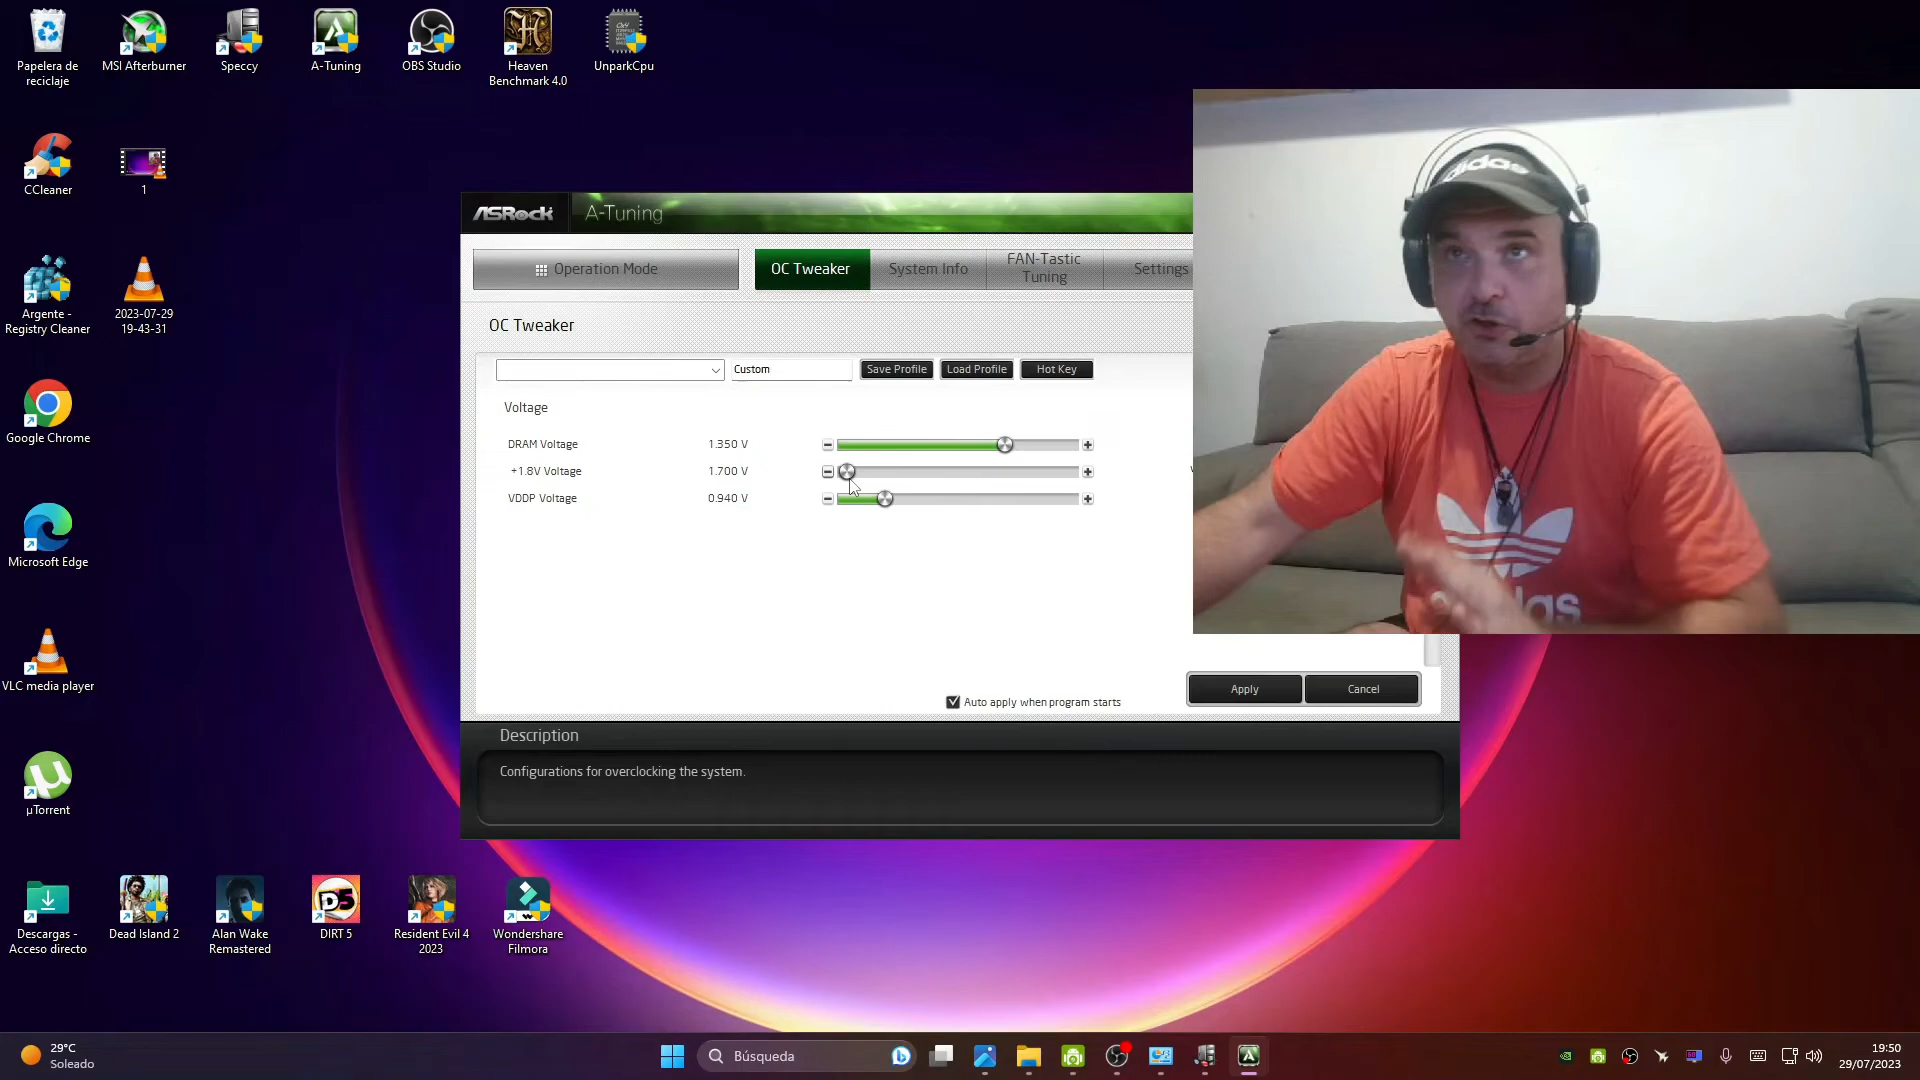 Papelera de
reciclaje
MSI Afterburner
Speccy
A-Tuning
OBS Studio
Heaven
Benchmark 4.0
UnparkCpu
CCleaner
1
Argente -
Registry Cleaner
2023-07-29
19-43-31
Google Chrome
Microsoft Edge
VLC media player
µTorrent
Descargas -
Acceso directo
Dead Island 2
Alan Wake
Remastered
DIRT 5
Resident Evil 4
2023
Wondershare
Filmora
ASRock
A-Tuning
Operation Mode
OC Tweaker
System Info
FAN-Tastic
Tuning
Settings
OC Tweaker
Custom
Save Profile
Load Profile
Hot Key
Voltage
DRAM Voltage 1.350 V
+1.8V Voltage 1.700 V
VDDP Voltage 0.940 V
Auto apply when program starts
Apply
Cancel
Description
Configurations for overclocking the system.
adidas
29°C
Soleado
Búsqueda
19:50
29/07/2023